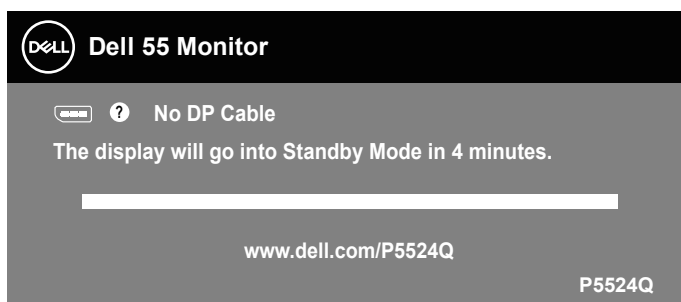 DELL Dell 55 Monitor
? No DP Cable
The display will go into Standby Mode in 4 minutes.
www.dell.com/P5524Q
P5524Q